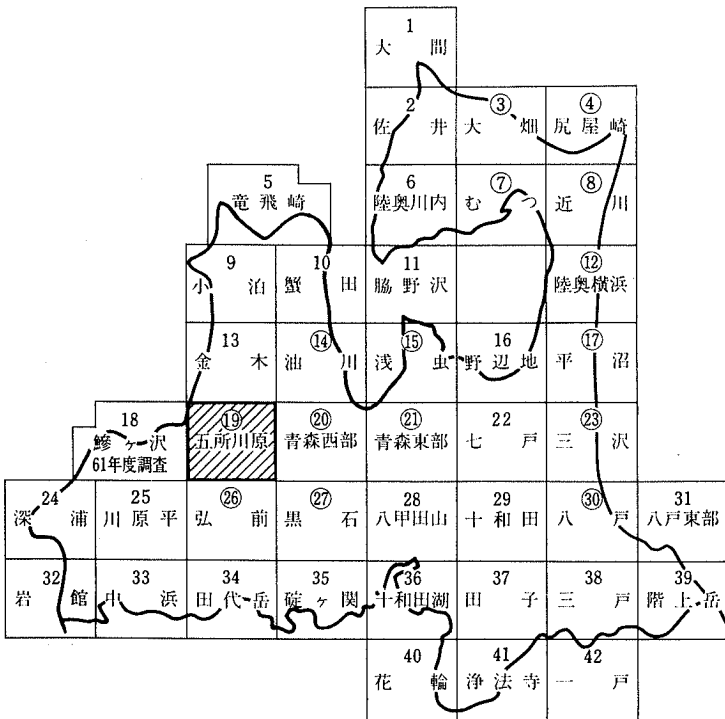 1
大間
2
佐井
③
大畑
④
尻屋崎
5
竜飛崎
6
陸奥川内
⑦
むつ
⑧
近川
9
小泊
10
蟹田
11
脇野沢
⑫
陸奥横浜
13
金木
⑭
油川
⑮
浅虫
16
野辺地
⑰
平沼
18
鰺ヶ沢
61年度調査
⑲
五所川原
⑳
青森西部
㉑
青森東部
22
七戸
㉓
三沢
24
深浦
25
川原平
㉖
弘前
㉗
黒石
28
八甲田山
29
十和田
㉚
八戸
31
八戸東部
32
岩館
33
中浜
34
田代岳
35
碇ヶ関
36
十和田湖
37
田子
38
三戸
39
階上岳
40
花輪
41
浄法寺
42
一戸